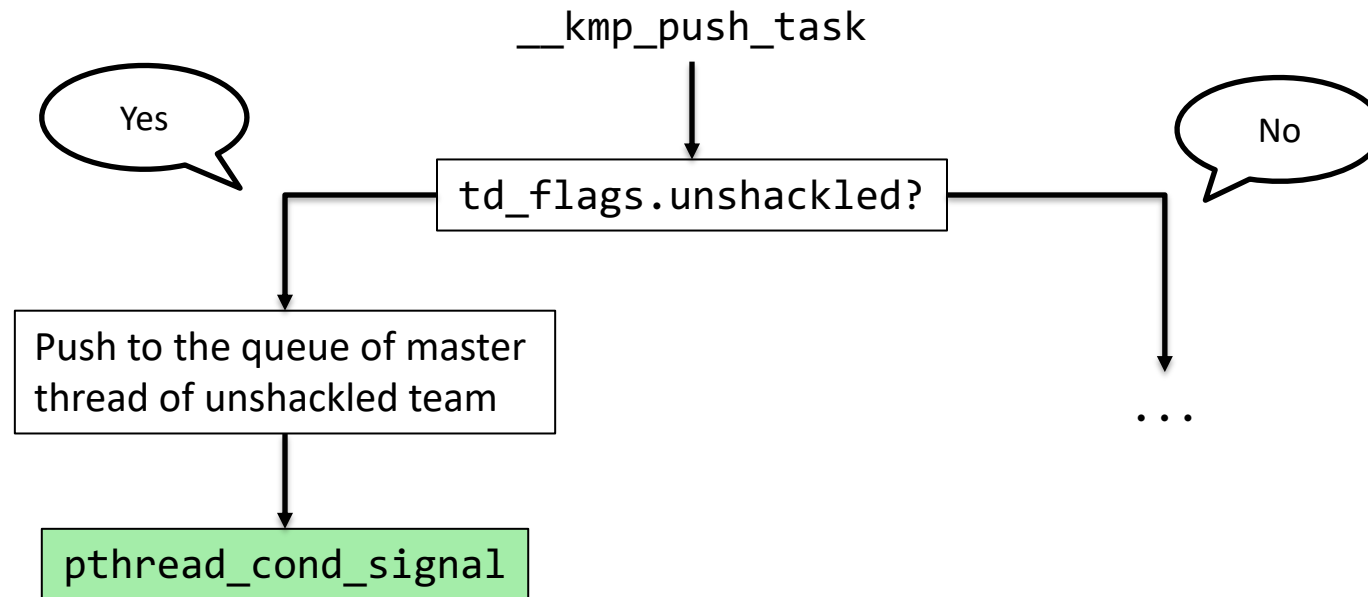 __kmp_push_task
Yes
No
td_flags.unshackled?
Push to the queue of master
thread of unshackled team
...
pthread_cond_signal